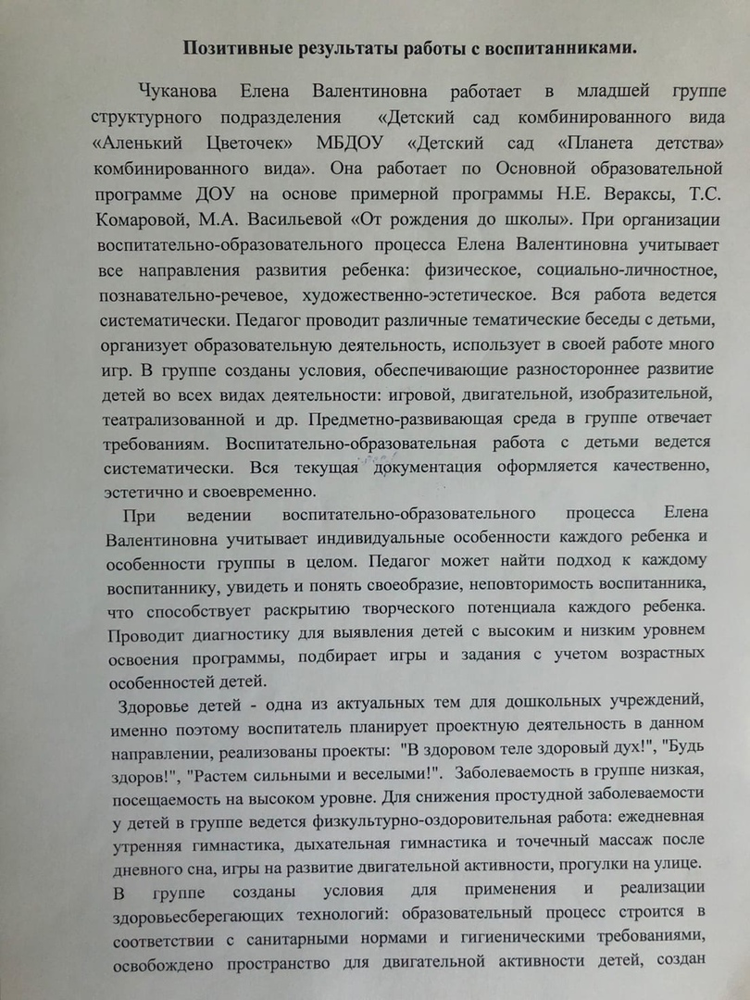 Позитивные результаты работы с воспитанниками.
Чуканова Елена Валентиновна работает в младшей группе
структурного подразделения «Детский сад комбинированного вида
«Аленький Цветочек» МБДОУ «Детский сад «Планета детства»
комбинированного вида». Она работает по Основной образовательной
программе ДОУ на основе примерной программы Н.Е. Вераксы, Т.С.
Комаровой, М.А. Васильевой «От рождения до школы». При организации
воспитательно-образовательного процесса Елена Валентиновна учитывает
все направления развития ребенка: физическое, социально-личностное,
познавательно-речевое, художественно-эстетическое. Вся работа ведется
систематически. Педагог проводит различные тематические беседы с детьми,
организует образовательную деятельность, использует в своей работе много
игр. В группе созданы условия, обеспечивающие разностороннее развитие
детей во всех видах деятельности: игровой, двигательной, изобразительной,
театрализованной и др. Предметно-развивающая среда в группе отвечает
требованиям. Воспитательно-образовательная работа с детьми ведется
систематически. Вся текущая документация оформляется качественно,
эстетично и своевременно.
При ведении воспитательно-образовательного процесса Елена
Валентиновна учитывает индивидуальные особенности каждого ребенка и
особенности группы в целом. Педагог может найти подход к каждому
воспитаннику, увидеть и понять своеобразие, неповторимость воспитанника,
что способствует раскрытию творческого потенциала каждого ребенка.
Проводит диагностику для выявления детей с высоким и низким уровнем
освоения программы, подбирает игры и задания с учетом возрастных
особенностей детей.
Здоровье детей - одна из актуальных тем для дошкольных учреждений,
именно поэтому воспитатель планирует проектную деятельность в данном
направлении, реализованы проекты: "В здоровом теле здоровый дух!", "Будь
здоров!", "Растем сильными и веселыми!". Заболеваемость в группе низкая,
посещаемость на высоком уровне. Для снижения простудной заболеваемости
у детей в группе ведется физкультурно-оздоровительная работа: ежедневная
утренняя гимнастика, дыхательная гимнастика и точечный массаж после
дневного сна, игры на развитие двигательной активности, прогулки на улице.
В группе созданы условия для применения и реализации
здоровьесберегающих технологий: образовательный процесс строится в
соответствии с санитарными нормами и гигиеническими требованиями,
освобождено пространство для двигательной активности детей, создан